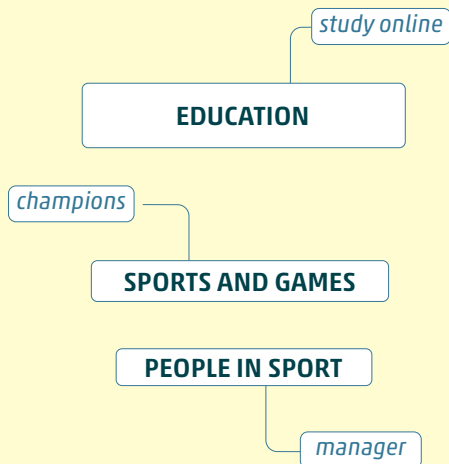 study online
EDUCATION
champions
SPORTS AND GAMES
PEOPLE IN SPORT
manager